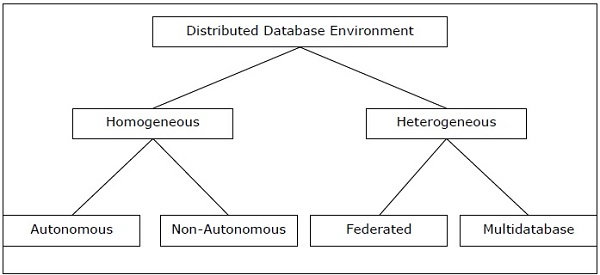 Distributed Database Environment
Homogeneous
Heterogeneous
Autonomous
Non-Autonomous
Federated
Multidatabase